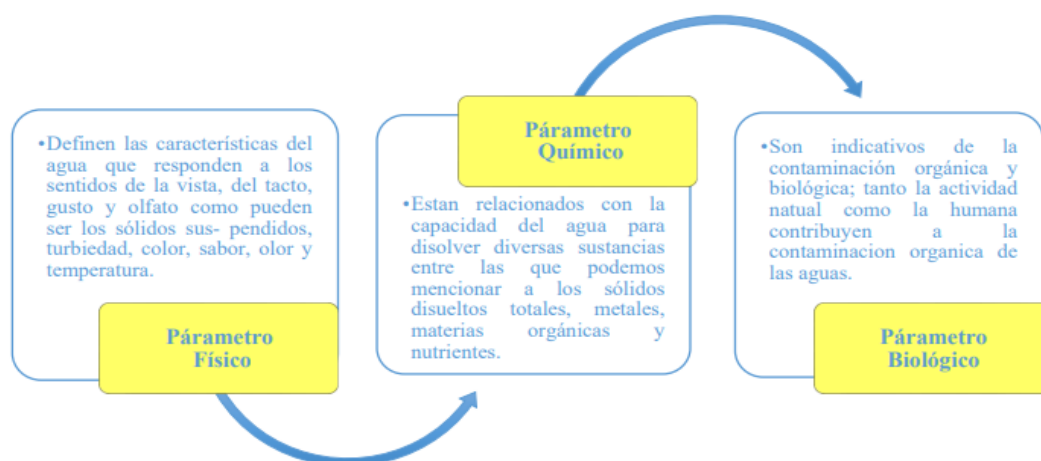 •Definen las características del
agua que responden a los
sentidos de la vista, del tacto,
gusto y olfato como pueden
ser los sólidos sus- pendidos,
turbiedad, color, sabor, olor y
temperatura.
Párametro
Físico
Párametro
Químico
•Estan relacionados con la
capacidad del agua para
disolver diversas sustancias
entre las que podemos
mencionar a los sólidos
disueltos totales, metales,
materias orgánicas y
nutrientes.
•Son indicativos de la
contaminación orgánica y
biológica; tanto la actividad
natual como la humana
contribuyen a la
contaminacion organica de
las aguas.
Párametro
Biológico